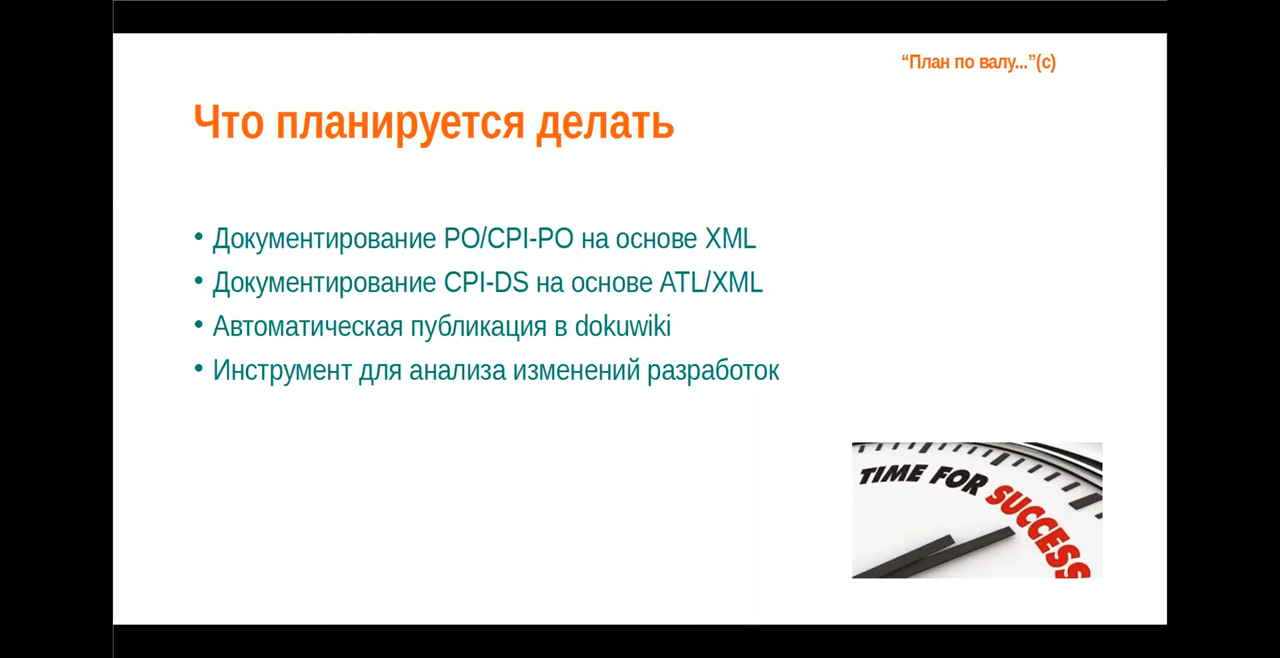 “План по валу...”(с)
Что планируется делать
• Документирование PO/CPI-PO на основе XML
• Документирование CPI-DS на основе ATL/XML
• Автоматическая публикация в dokuwiki
• Инструмент для анализа изменений разработок
TIME FOR SUCCESS